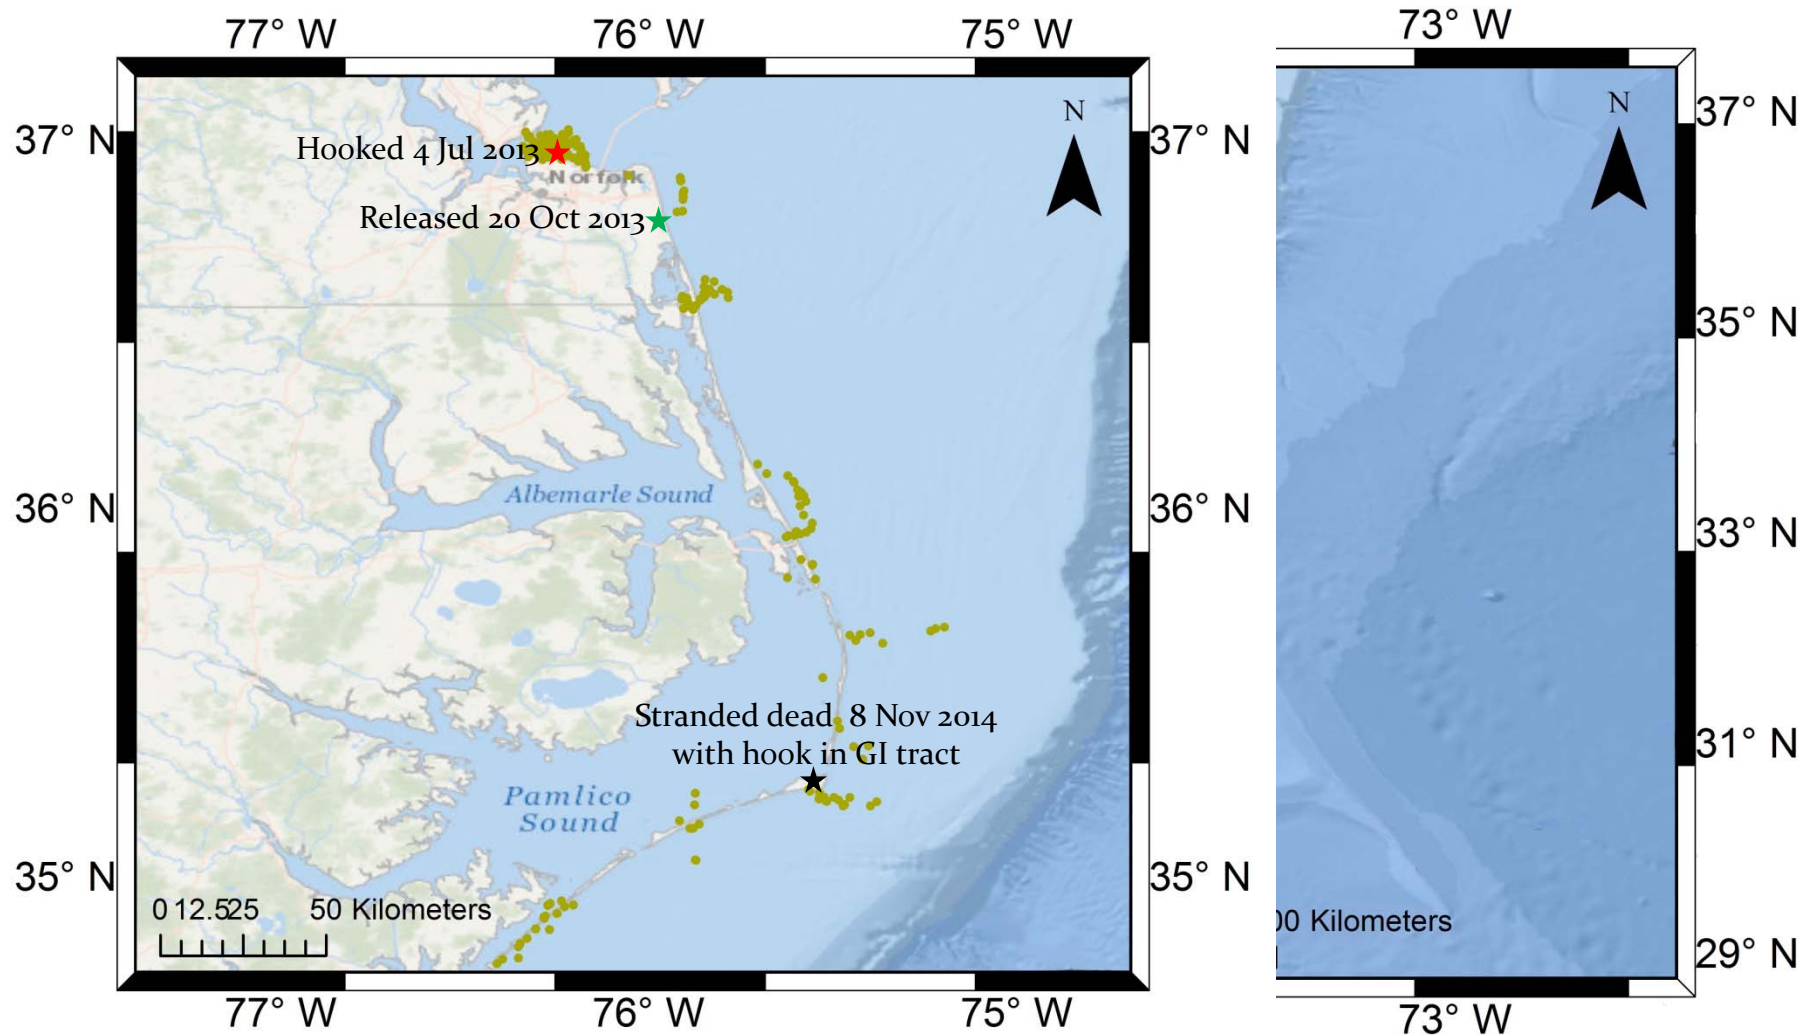 77° W 76° W 75° W
73° W
N
N
37° N
37° N
37° N
Hooked 4 Jul 2013
Norfolk
Released 20 Oct 2013
35° N
Albemarle Sound
36° N
36° N
33° N
Stranded dead 8 Nov 2014
with hook in GI tract
31° N
Pamlico
Sound
35° N
35° N
0 12.5 25 50 Kilometers
00 Kilometers
29° N
77° W 76° W 75° W
73° W